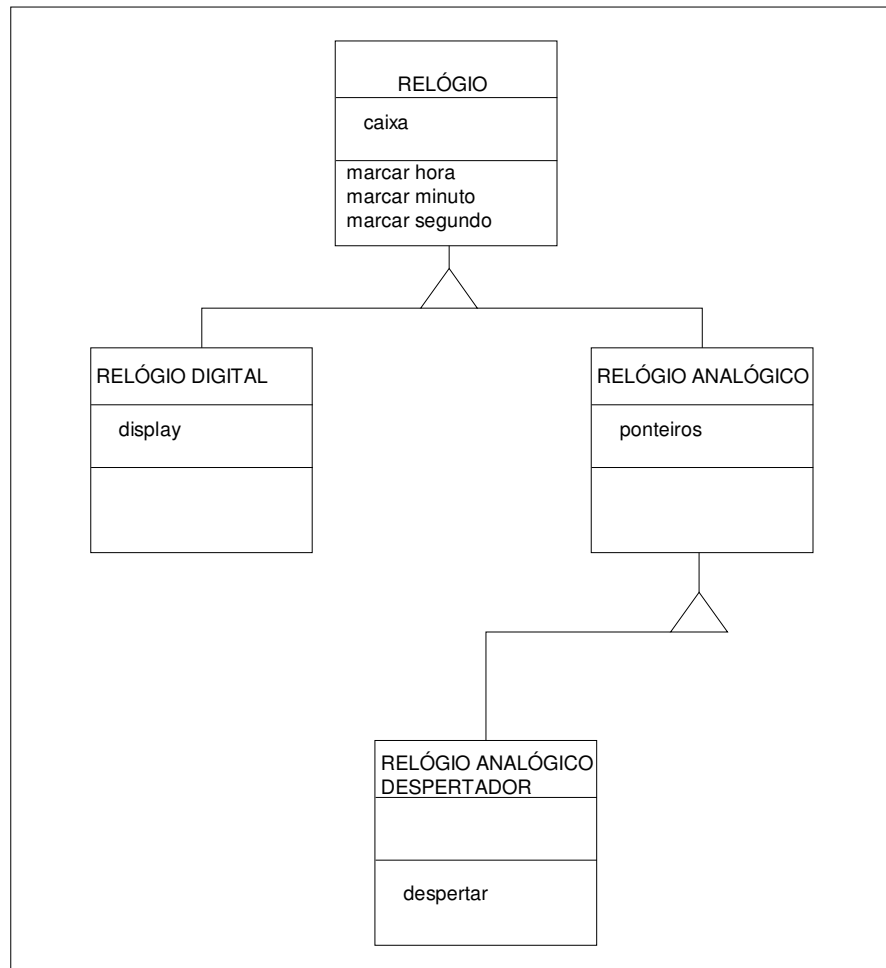 RELÓGIO
caixa
marcar hora
marcar minuto
marcar segundo
RELÓGIO DIGITAL
display
RELÓGIO ANALÓGICO
ponteiros
RELÓGIO ANALÓGICO
DESPERTADOR
despertar